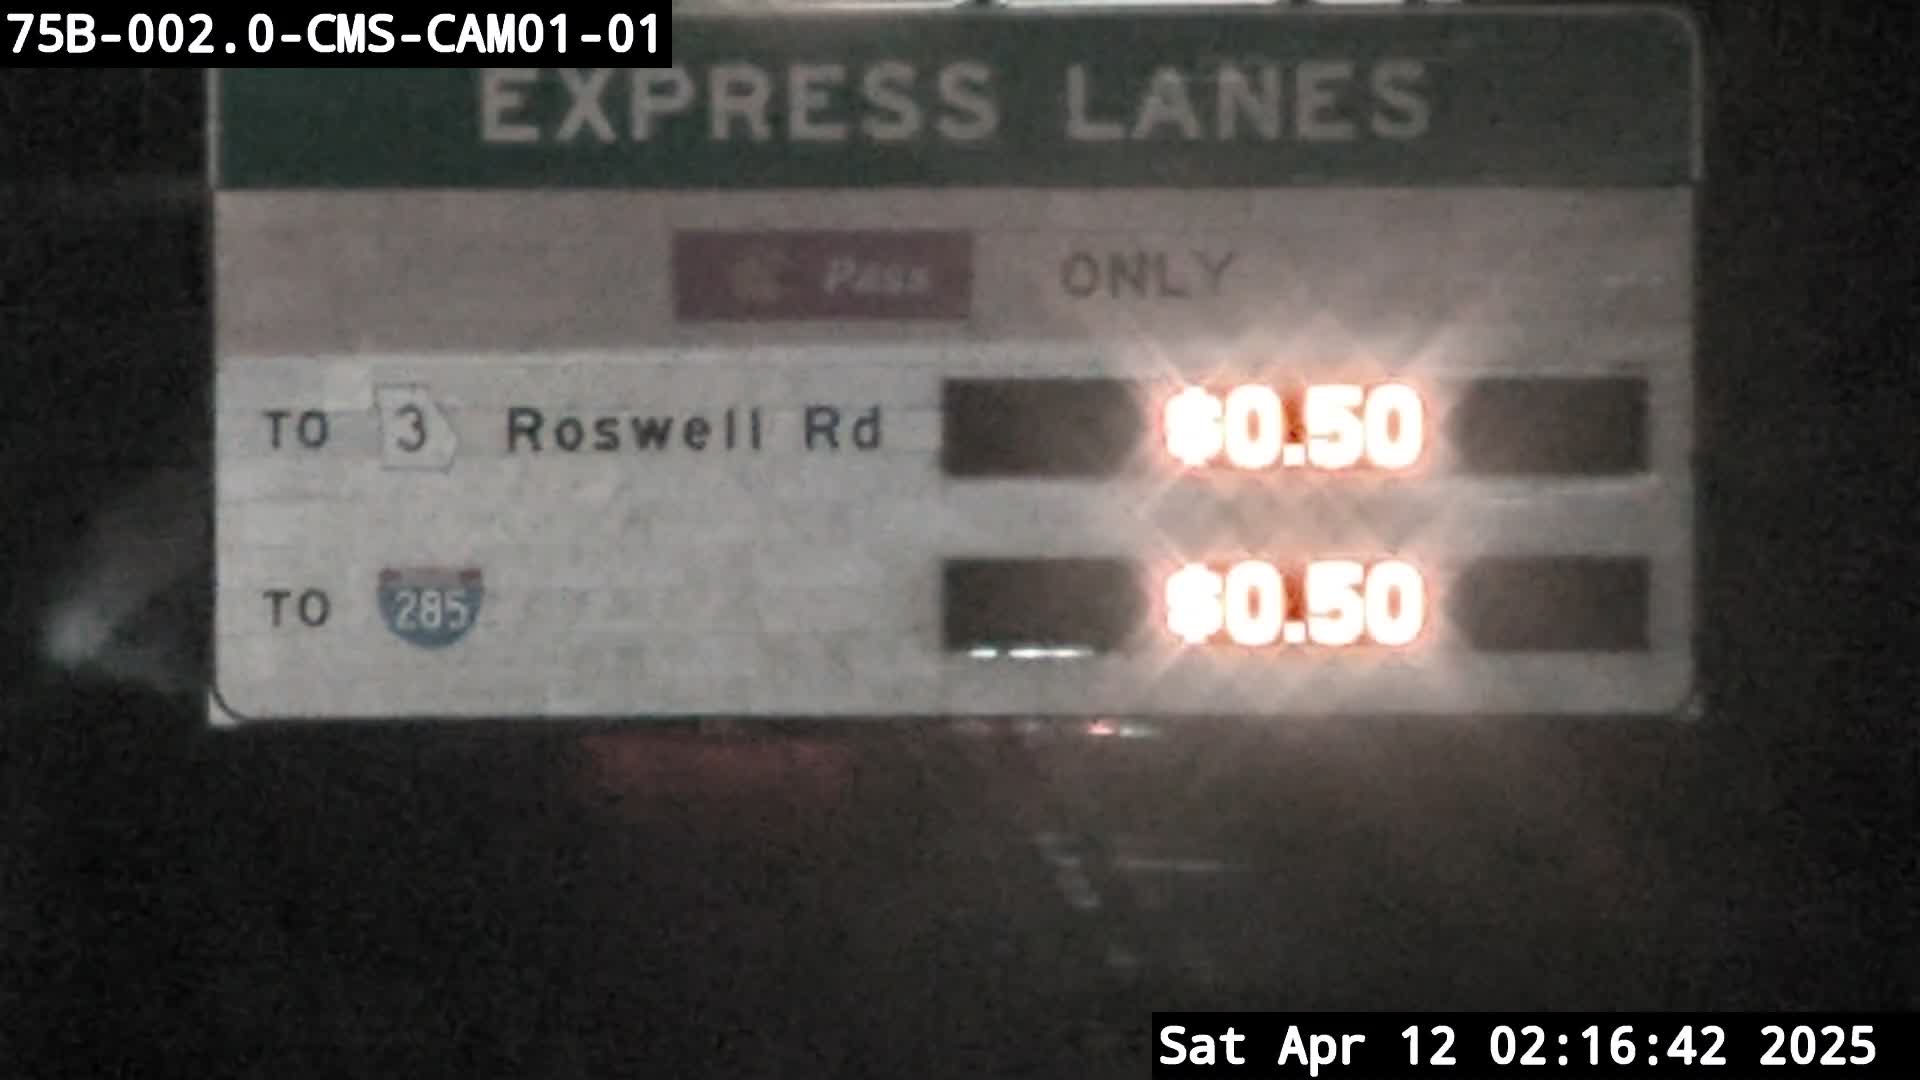 75B-002.0-CMS-CAM01-01
EXPRESS LANES
Pass ONLY
TO 3 Roswell Rd $0.50
TO 285 $0.50
Sat Apr 12 02:16:42 2025